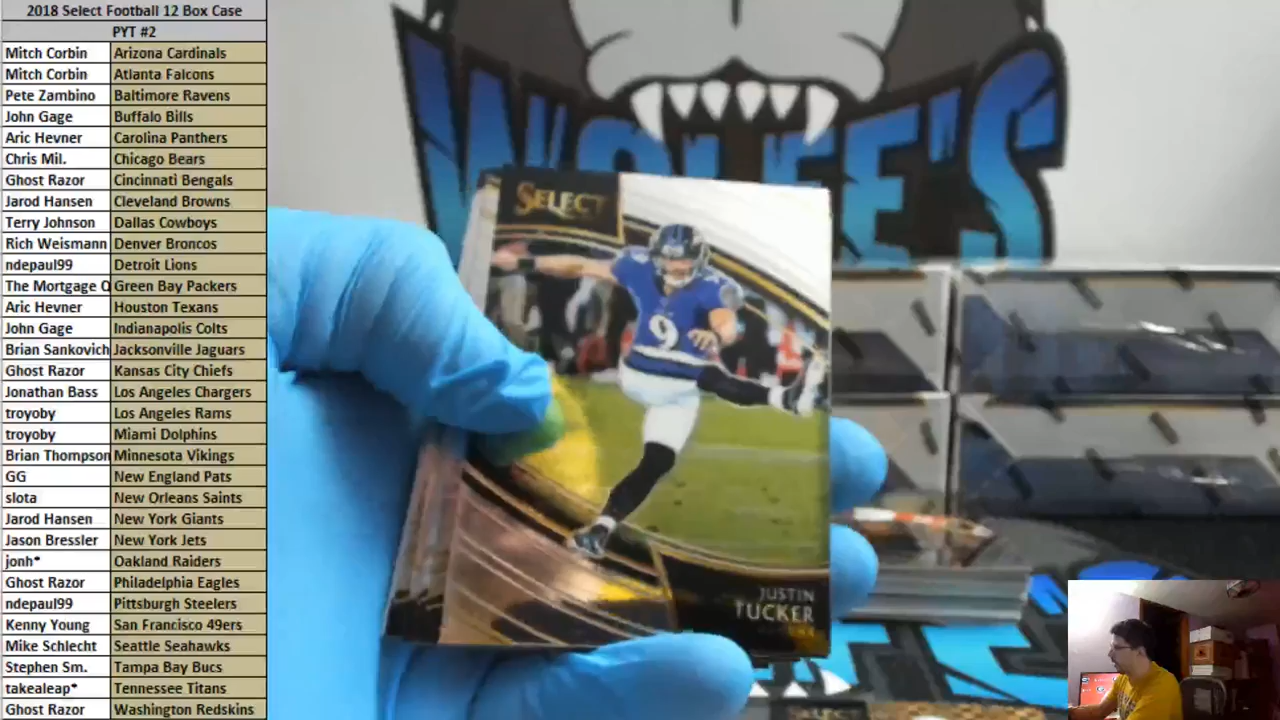 2018 Select Football 12 Box Case
PYT #2
Mitch Corbin Arizona Cardinals
Mitch Corbin Atlanta Falcons
Pete Zambino Baltimore Ravens
John Gage Buffalo Bills
Aric Hevner Carolina Panthers
Chris Mil. Chicago Bears
Ghost Razor Cincinnati Bengals
Jarod Hansen Cleveland Browns
Terry Johnson Dallas Cowboys
Rich Weismann Denver Broncos
ndepaul99 Detroit Lions
The Mortgage Green Bay Packers
Aric Hevner Houston Texans
John Gage Indianapolis Colts
Brian Sankovich Jacksonville Jaguars
Ghost Razor Kansas City Chiefs
Jonathan Bass Los Angeles Chargers
troyoby Los Angeles Rams
troyoby Miami Dolphins
Brian Thompson Minnesota Vikings
GG New England Pats
slota New Orleans Saints
Jarod Hansen New York Giants
Jason Bressler New York Jets
jonh* Oakland Raiders
Ghost Razor Philadelphia Eagles
ndepaul99 Pittsburgh Steelers
Kenny Young San Francisco 49ers
Mike Schlecht Seattle Seahawks
Stephen Sm. Tampa Bay Bucs
takealeap* Tennessee Titans
Ghost Razor Washington Redskins
SELECT
9
JUSTIN
TUCKER
SELECT